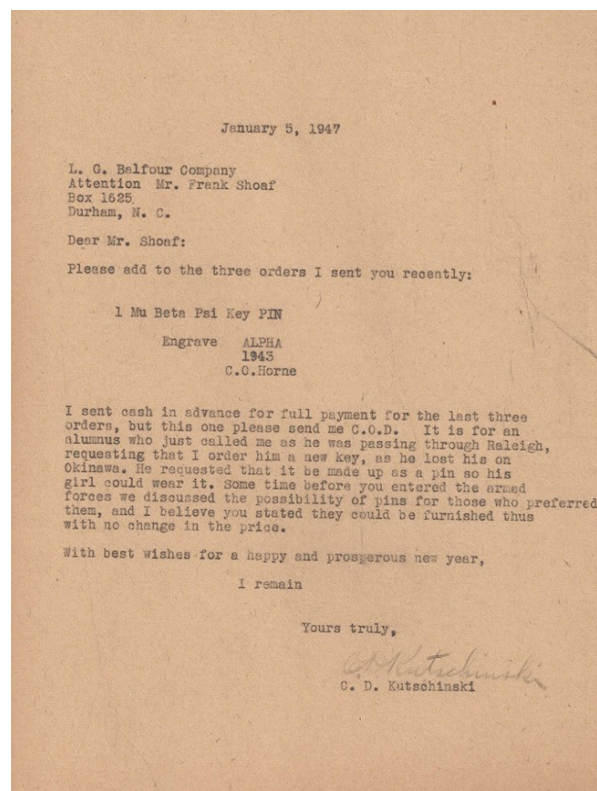 January 5, 1947
L. G. Balfour Company
Attention Mr. Frank Shoaf
Box 1625
Durham, N. C.
Dear Mr. Shoaf:
Please add to the three orders I sent you recently:
1 Mu Beta Psi Key PIN
Engrave ALPHA
1943
C.O.Horne
I sent cash in advance for full payment for the last three
orders, but this one please send me C.O.D. It is for an
alumnus who just called me as he was passing through Raleigh,
requesting that I order him a new key, as he lost his on
Okinawa. He requested that it be made up as a pin so his
girl could wear it. Some time before you entered the armed
forces we discussed the possibility of pins for those who preferred
them, and I believe you stated they could be furnished thus
with no change in the price.
With best wishes for a happy and prosperous new year,
I remain
Yours truly,
C D Kutschinski
C. D. Kutschinski